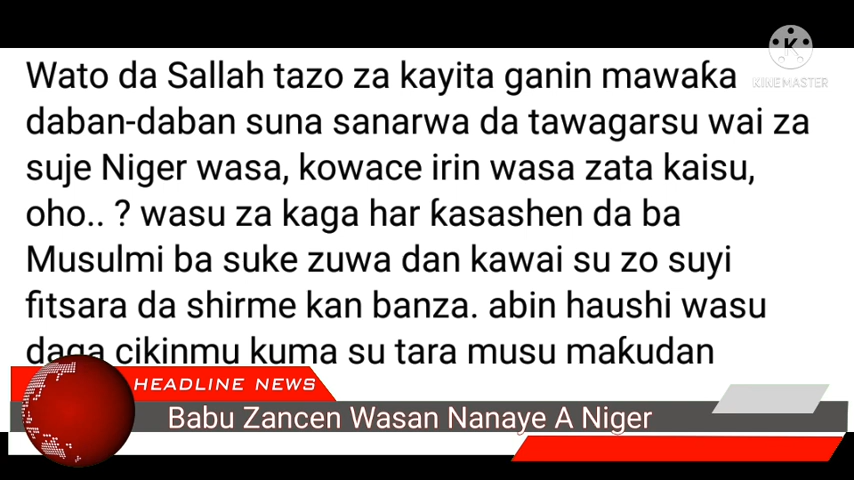 KINEMASTER
Wato da Sallah tazo za kayita ganin mawaƙa
daban-daban suna sanarwa da tawagarsu wai za
suje Niger wasa, kowace irin wasa zata kaisu,
oho.. ? wasu za kaga har ƙasashen da ba
Musulmi ba suke zuwa dan kawai su zo suyi
fitsara da shirme kan banza. abin haushi wasu
daga cikinmu kuma su tara musu maƙudan
HEADLINE NEWS
Babu Zancen Wasan Nanaye A Niger